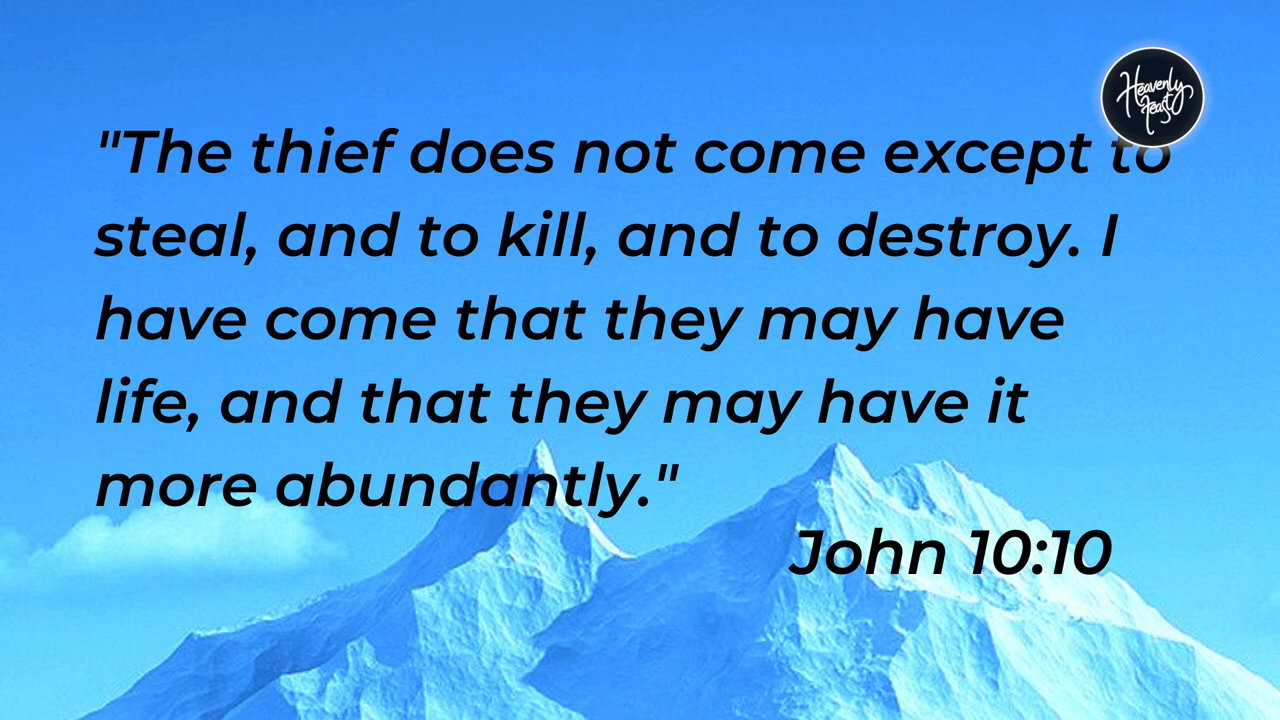 Heavenly
feast
"The thief does not come except to
steal, and to kill, and to destroy. I
have come that they may have
life, and that they may have it
more abundantly."
John 10:10